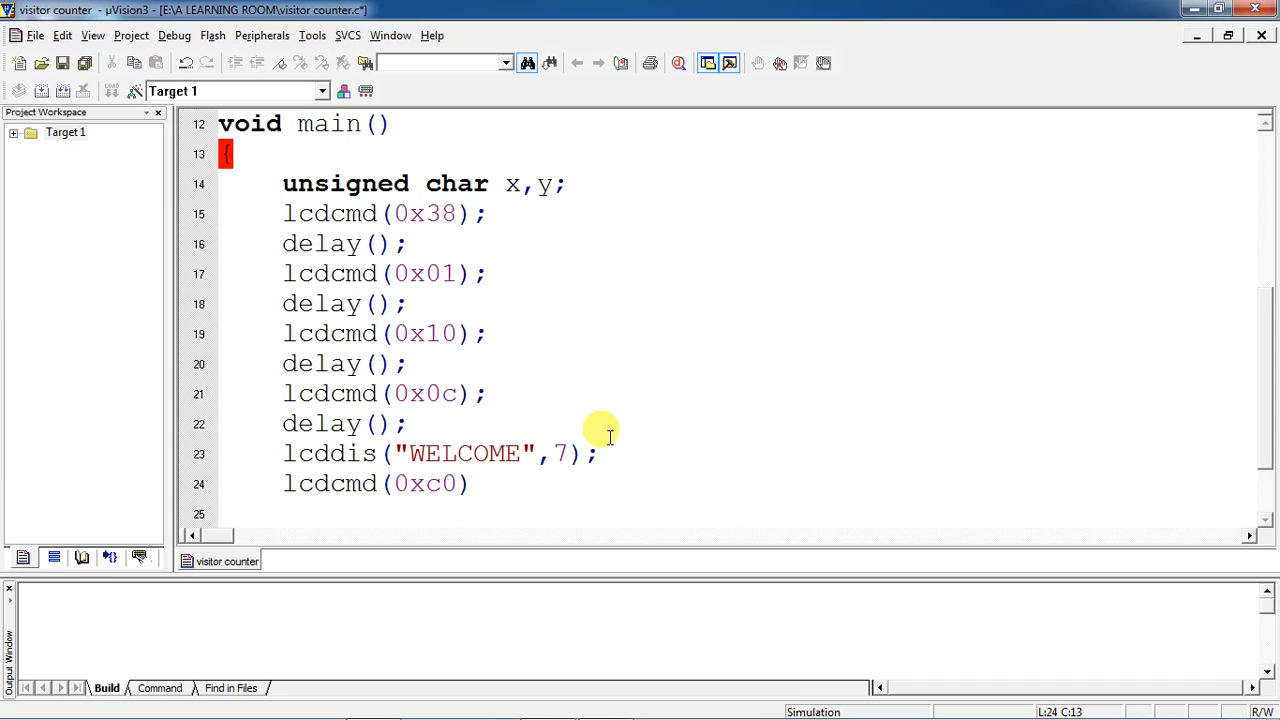 visitor counter - µVision3 - [E:\A LEARNING ROOM\visitor counter.c*]
File Edit View Project Debug Flash Peripherals Tools SVCS Window Help
LOAD Target 1
Project Workspace
Target 1
12 void main()
13 {
14 unsigned char x,y;
15 lcdcmd(0x38);
16 delay();
17 lcdcmd(0x01);
18 delay();
19 lcdcmd(0x10);
20 delay();
21 lcdcmd(0x0c);
22 delay();
23 lcddis("WELCOME",7);
24 lcdcmd(0xc0)
25
visitor counter
Output Window
Build Command Find in Files
Simulation L:24 C:13 R/W